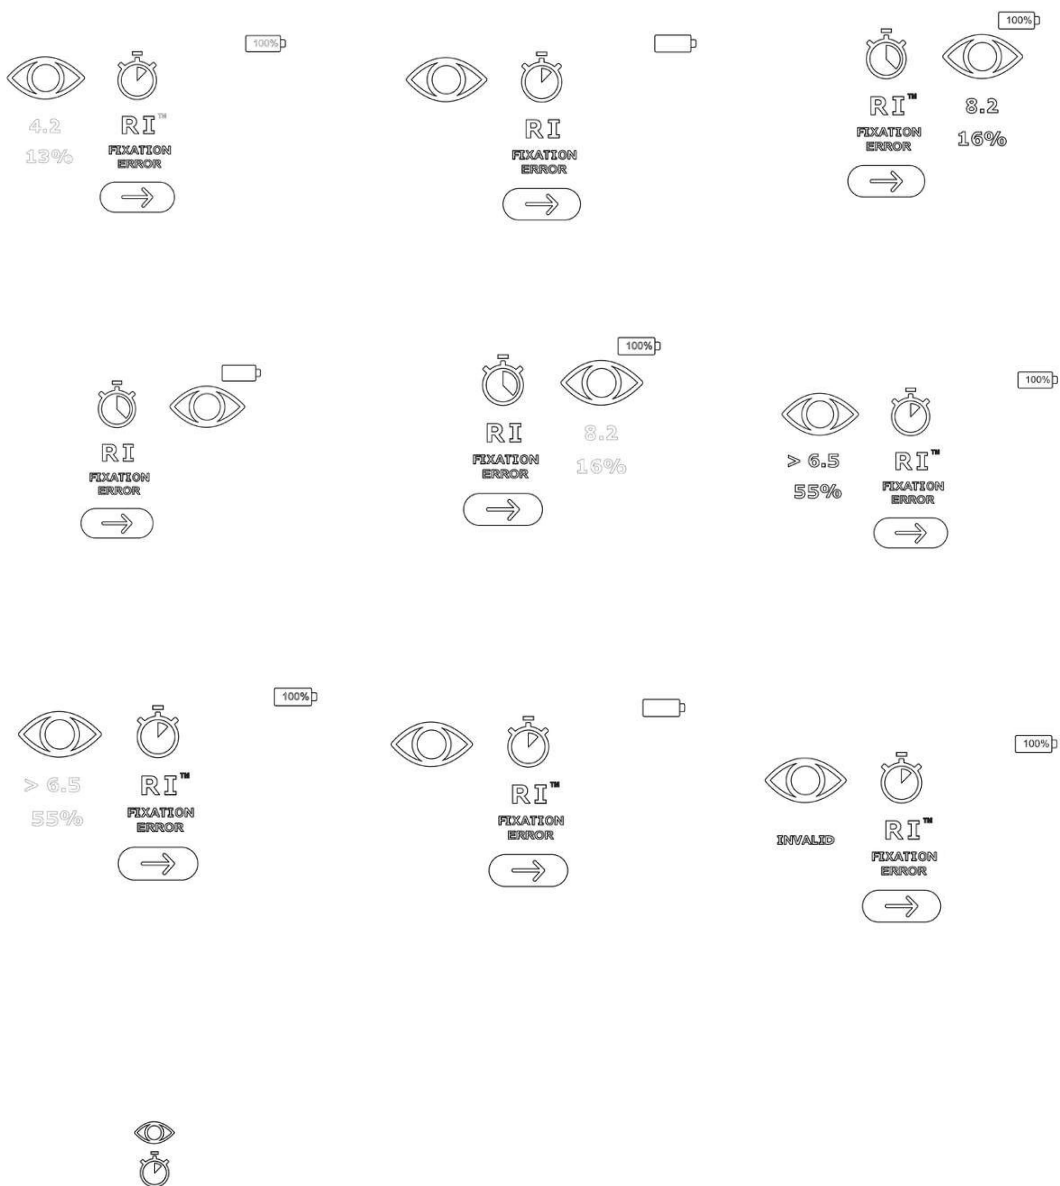 100%
4.2
13%
RI™
FIXATION
ERROR
RI
FIXATION
ERROR
100%
RI™
FIXATION
ERROR
8.2
16%
RI
FIXATION
ERROR
100%
RI
FIXATION
ERROR
8.2
16%
100%
> 6.5
55%
RI™
FIXATION
ERROR
100%
> 6.5
55%
RI™
FIXATION
ERROR
RI™
FIXATION
ERROR
100%
INVALID
RI™
FIXATION
ERROR